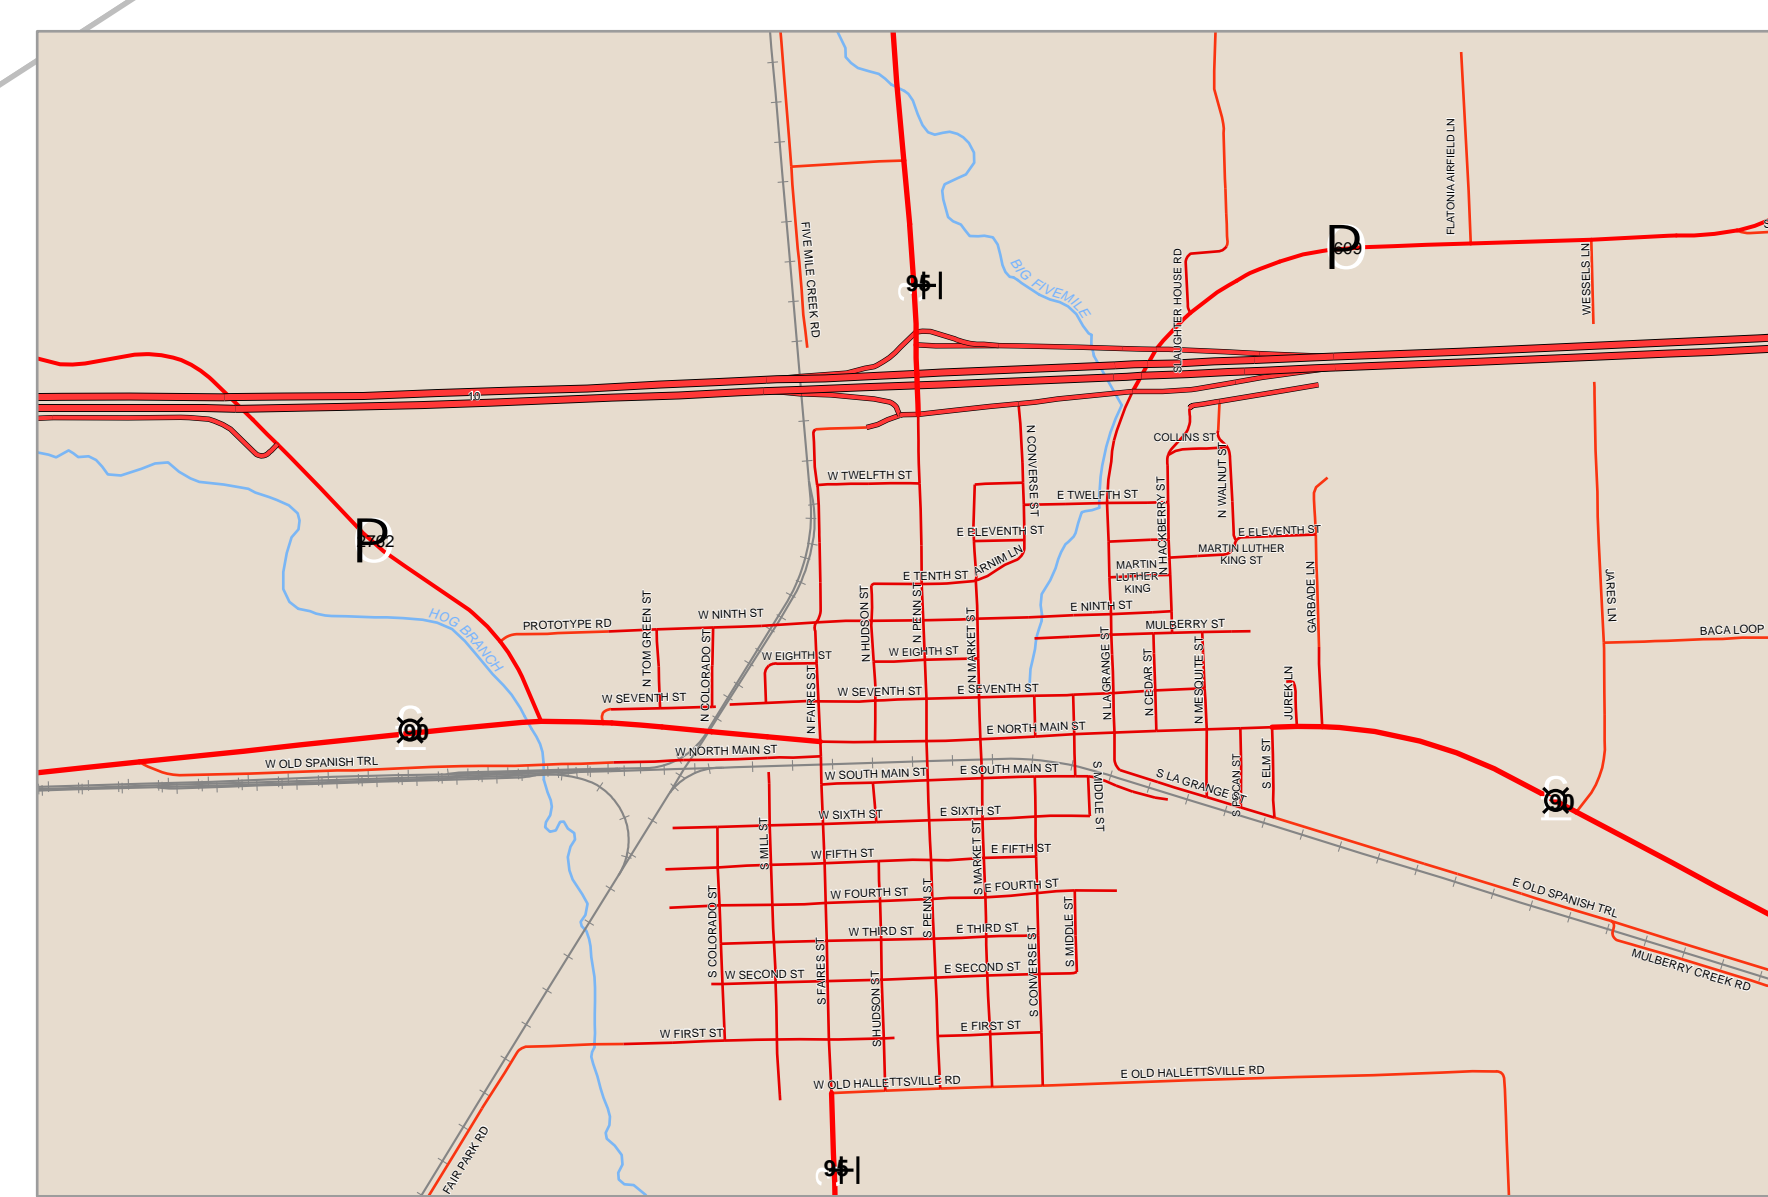 FLATONIA AIRFIELD LN
FIVE MILE CREEK RD
P
609
95
BIG FIVEMILE
SLAUGHTER HOUSE RD
WESSELS LN
10
COLLINS ST
N CONVERSE ST
N WALNUT ST
W TWELFTH ST
E TWELFTH ST
N HACKBERRY ST
E ELEVENTH ST
E ELEVENTH ST
P
MARTIN LUTHER
KING ST
ARNIM LN
MARTIN
LUTHER
KING
E TENTH ST
JARES LN
GARBADE LN
HOG BRANCH
N TOM GREEN ST
W NINTH ST
N HUDSON ST
N PENN ST
E NINTH ST
PROTOTYPE RD
MULBERRY ST
BACA LOOP
N COLORADO ST
W EIGHTH ST
W EIGHTH ST
N MARKET ST
N LAGRANGE ST
N CEDAR ST
N MESQUITE ST
JUREK LN
W SEVENTH ST
N FAIRES ST
W SEVENTH ST
E SEVENTH ST
90
E NORTH MAIN ST
W NORTH MAIN ST
W OLD SPANISH TRL
W SOUTH MAIN ST
E SOUTH MAIN ST
S MIDDLE ST
S LA GRANGE ST
S PECAN ST
S ELM ST
90
W SIXTH ST
E SIXTH ST
S MILL ST
W FIFTH ST
S MARKET ST
E FIFTH ST
W FOURTH ST
E FOURTH ST
S COLORADO ST
S PENN ST
S MIDDLE ST
E OLD SPANISH TRL
W THIRD ST
E THIRD ST
S FAIRES ST
S CONVERSE ST
MULBERRY CREEK RD
W SECOND ST
E SECOND ST
S HUDSON ST
W FIRST ST
E FIRST ST
W OLD HALLETTSVILLE RD
E OLD HALLETTSVILLE RD
FAIR PARK RD
95